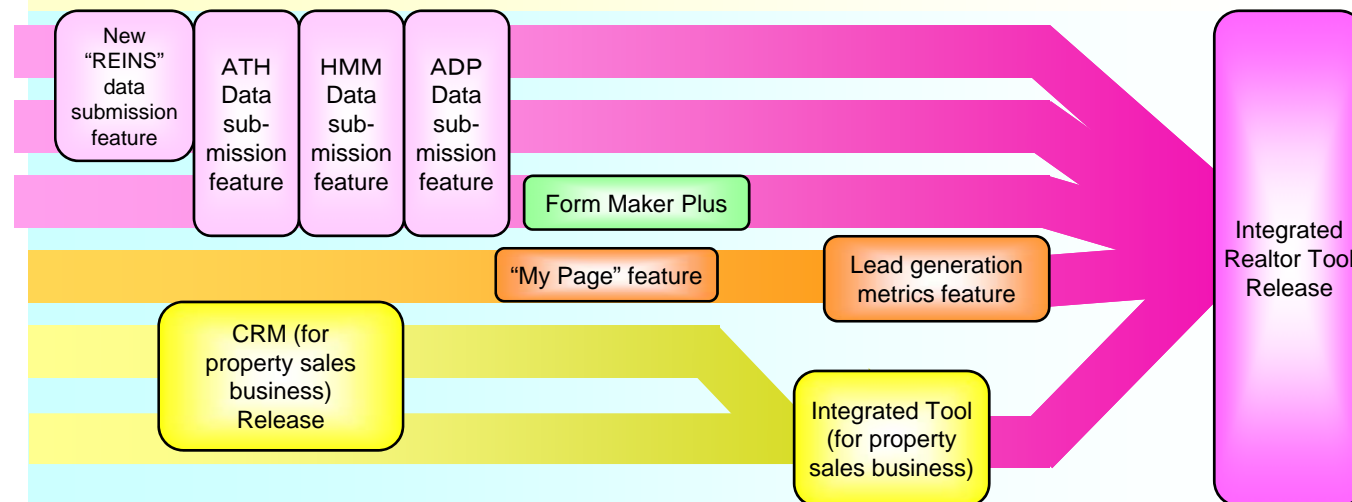 New
“REINS”
data
submission
feature
ATH
Data
sub-
mission
feature
HMM
Data
sub-
mission
feature
ADP
Data
sub-
mission
feature
Form Maker Plus
“My Page” feature
Lead generation
metrics feature
CRM (for
property sales
business)
Release
Integrated Tool
(for property
sales business)
Integrated
Realtor Tool
Release